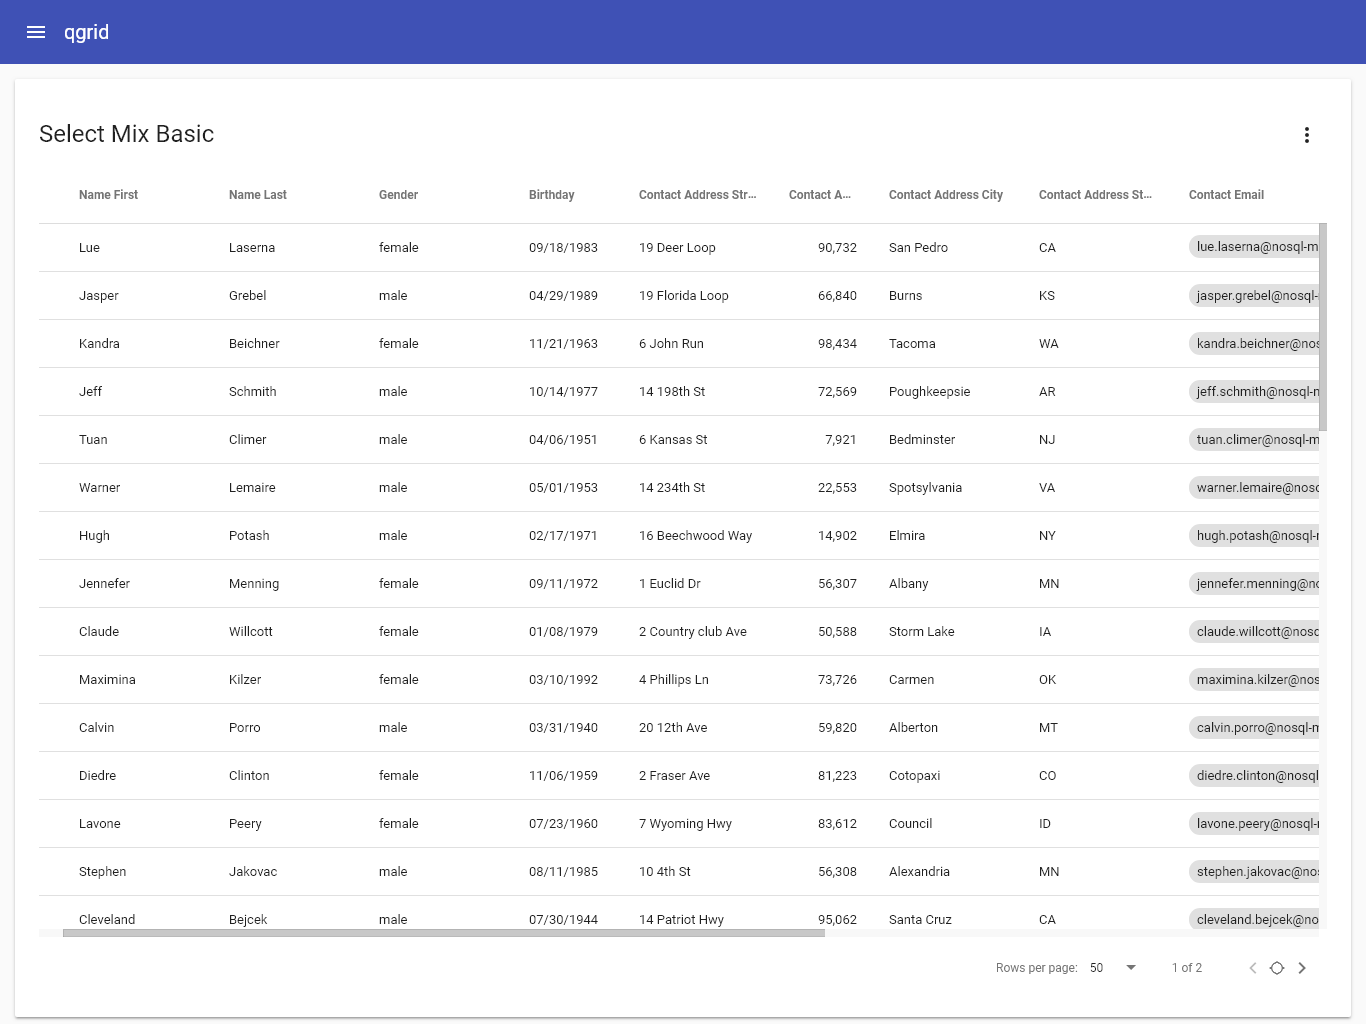 qgrid
Select Mix Basic
Name First Name Last Gender Birthday Contact Address Str... Contact A... Contact Address City Contact Address St... Contact Email
Lue Laserna female 09/18/1983 19 Deer Loop 90,732 San Pedro CA lue.laserna@nosql-m
Jasper Grebel male 04/29/1989 19 Florida Loop 66,840 Burns KS jasper.grebel@nosql-
Kandra Beichner female 11/21/1963 6 John Run 98,434 Tacoma WA kandra.beichner@nos
Jeff Schmith male 10/14/1977 14 198th St 72,569 Poughkeepsie AR jeff.schmith@nosql-m
Tuan Climer male 04/06/1951 6 Kansas St 7,921 Bedminster NJ tuan.climer@nosql-m
Warner Lemaire male 05/01/1953 14 234th St 22,553 Spotsylvania VA warner.lemaire@nosq
Hugh Potash male 02/17/1971 16 Beechwood Way 14,902 Elmira NY hugh.potash@nosql-m
Jennefer Menning female 09/11/1972 1 Euclid Dr 56,307 Albany MN jennefer.menning@no
Claude Willcott female 01/08/1979 2 Country club Ave 50,588 Storm Lake IA claude.willcott@nosq
Maximina Kilzer female 03/10/1992 4 Phillips Ln 73,726 Carmen OK maximina.kilzer@nos
Calvin Porro male 03/31/1940 20 12th Ave 59,820 Alberton MT calvin.porro@nosql-m
Diedre Clinton female 11/06/1959 2 Fraser Ave 81,223 Cotopaxi CO diedre.clinton@nosql
Lavone Peery female 07/23/1960 7 Wyoming Hwy 83,612 Council ID lavone.peery@nosql-m
Stephen Jakovac male 08/11/1985 10 4th St 56,308 Alexandria MN stephen.jakovac@nos
Cleveland Bejcek male 07/30/1944 14 Patriot Hwy 95,062 Santa Cruz CA cleveland.bejcek@no
Rows per page: 50 1 of 2